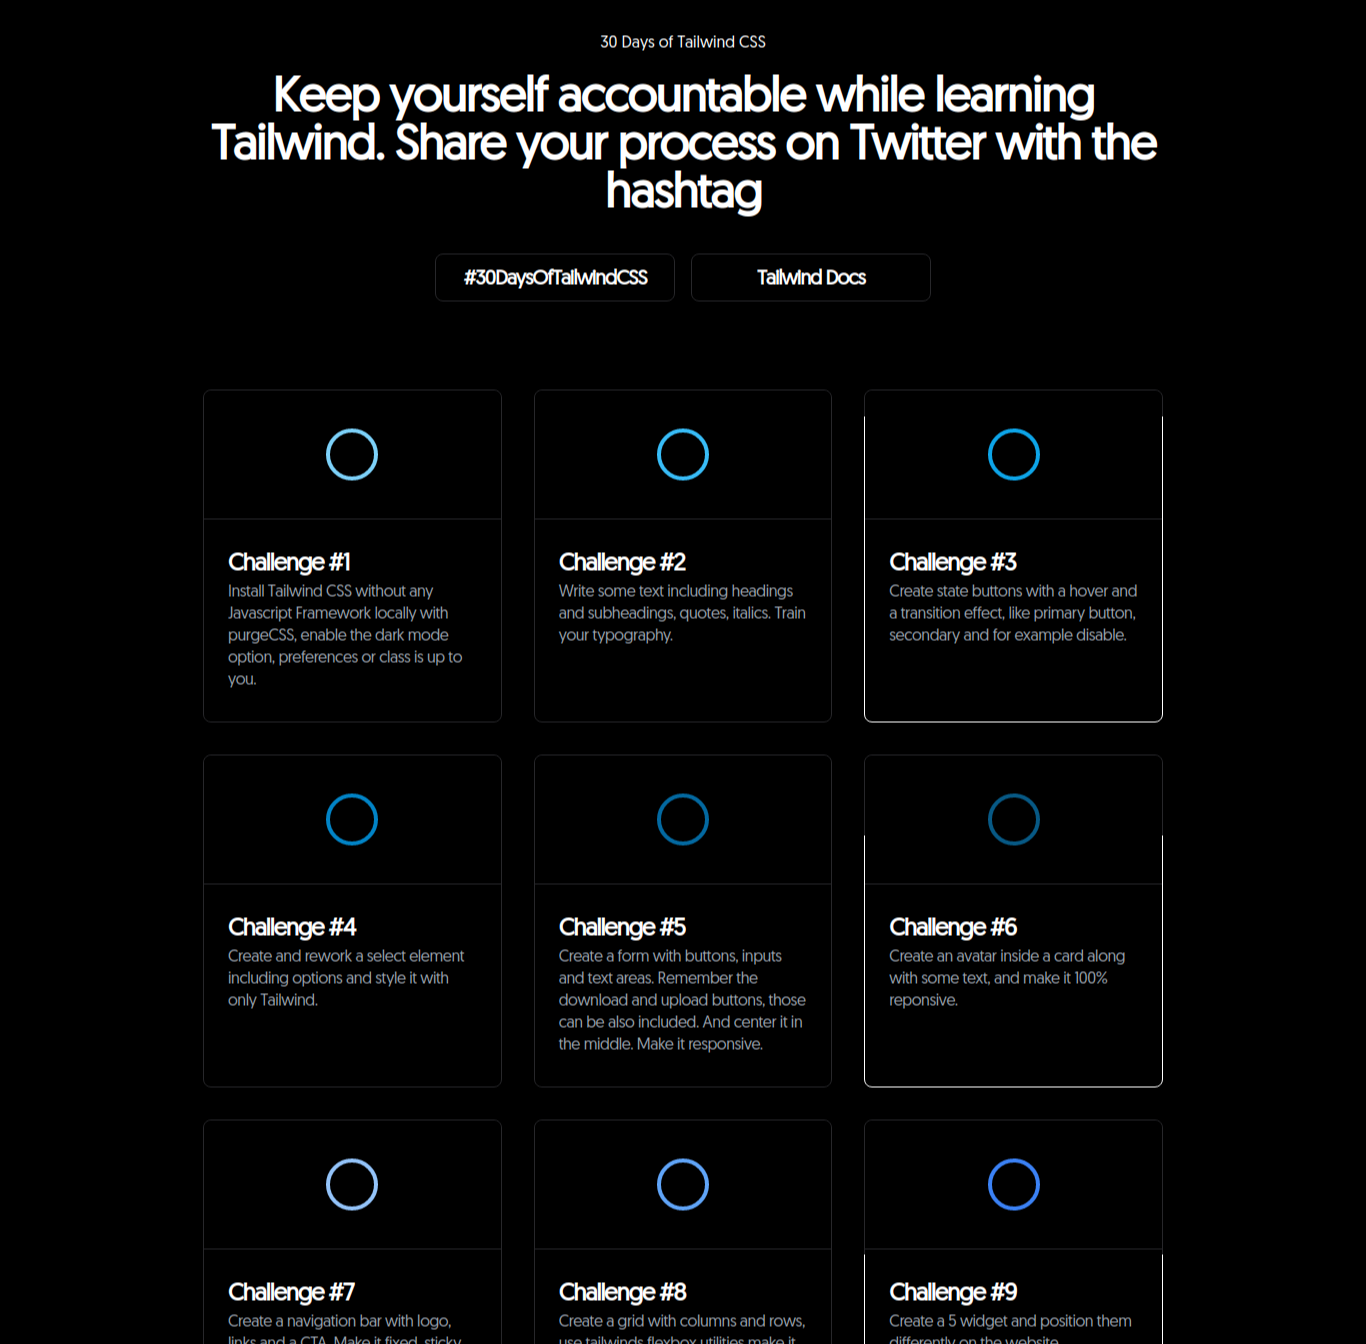 30 Days of Tailwind CSS
Keep yourself accountable while learning
Tailwind. Share your process on Twitter with the
hashtag
#30DaysOfTailwindCSS
Tailwind Docs
Challenge #1
Install Tailwind CSS without any
Javascript Framework locally with
purgeCSS, enable the dark mode
option, preferences or class is up to
you.
Challenge #2
Write some text including headings
and subheadings, quotes, italics. Train
your typography.
Challenge #3
Create state buttons with a hover and
a transition effect, like primary button,
secondary and for example disable.
Challenge #4
Create and rework a select element
including options and style it with
only Tailwind.
Challenge #5
Create a form with buttons, inputs
and text areas. Remember the
download and upload buttons, those
can be also included. And center it in
the middle. Make it responsive.
Challenge #6
Create an avatar inside a card along
with some text, and make it 100%
reponsive.
Challenge #7
Create a navigation bar with logo,
links and a CTA. Make it fixed, sticky
Challenge #8
Create a grid with columns and rows,
use tailwinds flexbox utilities make it
Challenge #9
Create a 5 widget and position them
differently on the website